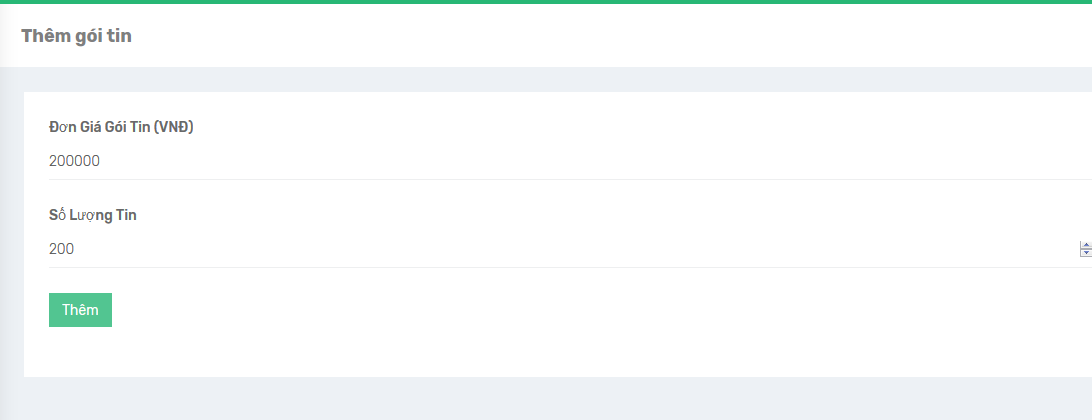 Thêm gói tin
Đơn Giá Gói Tin (VNĐ)
200000
Số Lượng Tin
200
Thêm